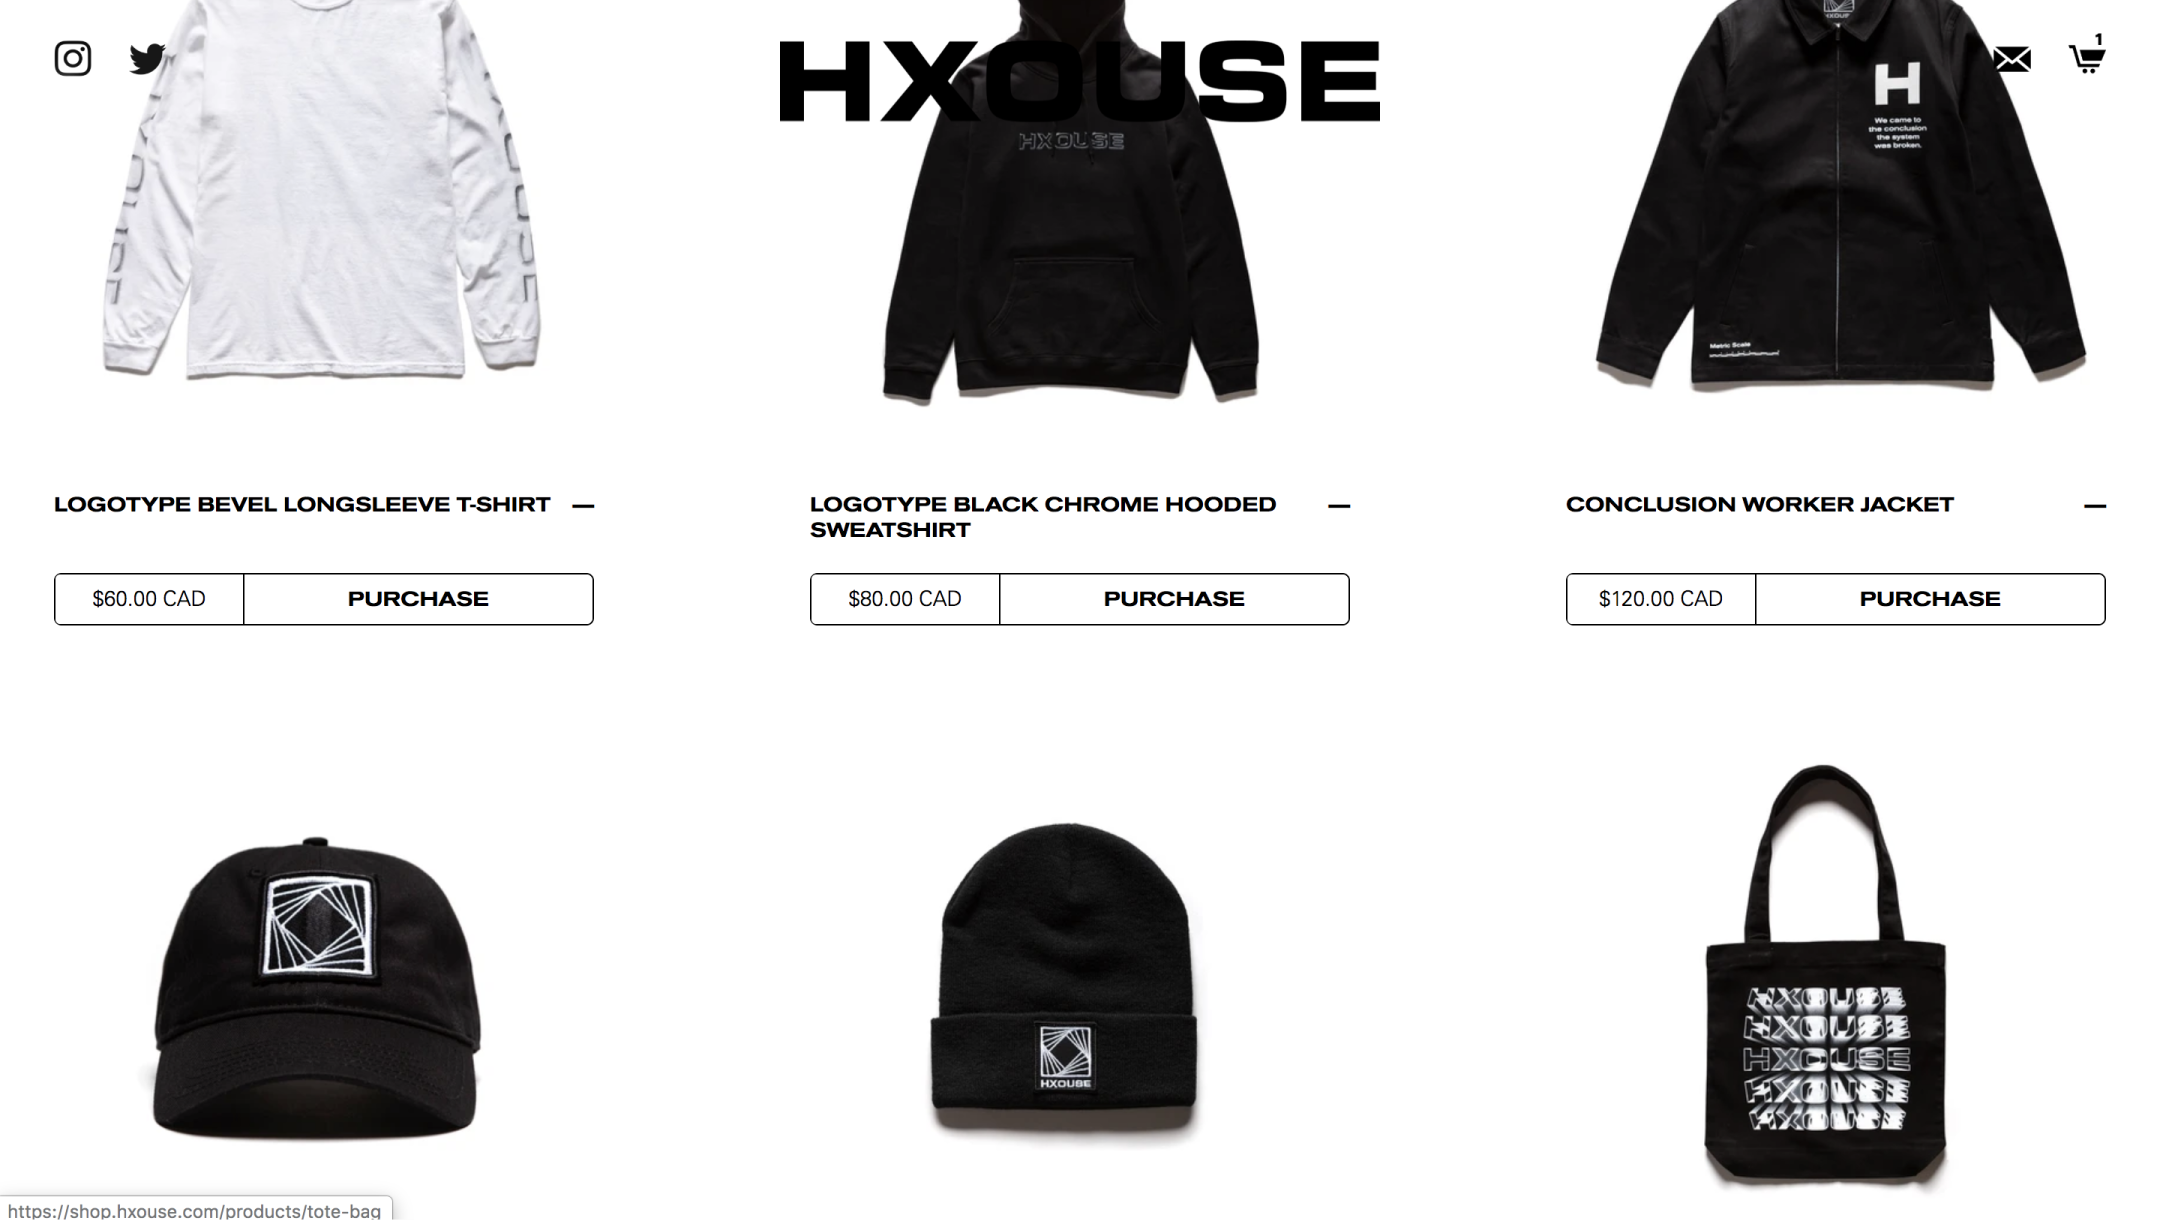 HXOUSE
1
HXOUSE
H
We came to
the conclusion
the system
was broken.
Metric Scale
LOGOTYPE BEVEL LONGSLEEVE T-SHIRT
LOGOTYPE BLACK CHROME HOODED
SWEATSHIRT
CONCLUSION WORKER JACKET
$60.00 CAD PURCHASE
$80.00 CAD PURCHASE
$120.00 CAD PURCHASE
HXOUSE
HXOUSE
HXOUSE
HXOUSE
HXOUSE
HXOUSE
https://shop.hxouse.com/products/tote-bag